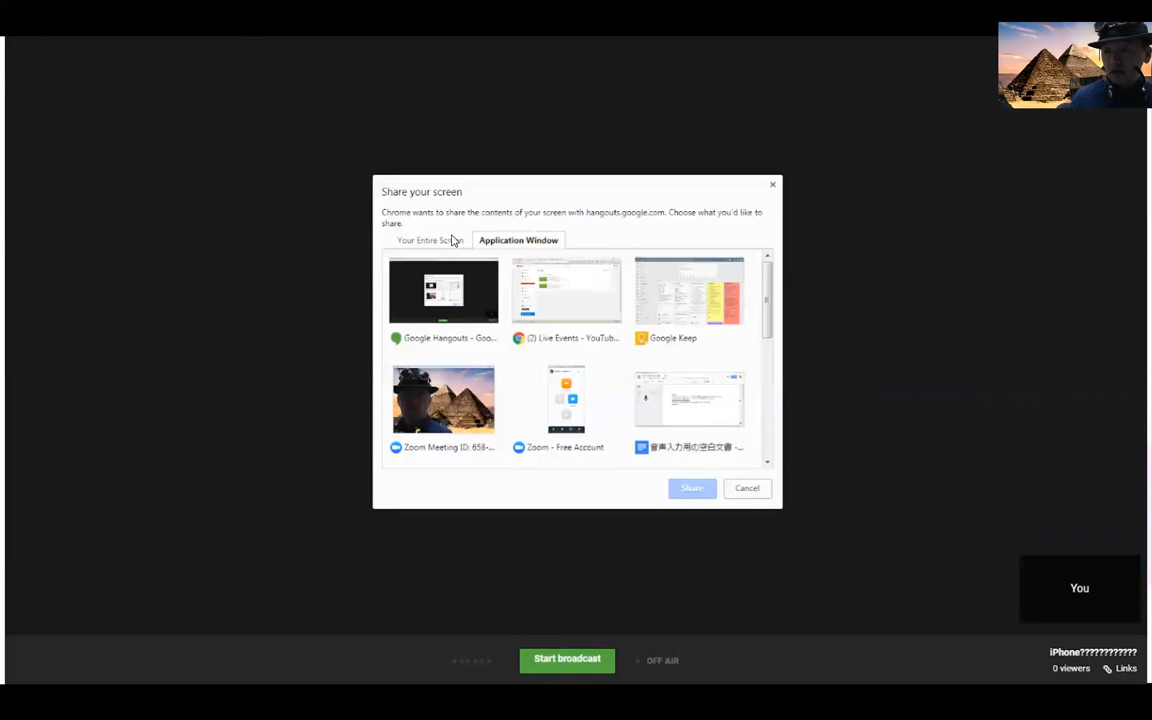 Share your screen
Chrome wants to share the contents of your screen with hangouts.google.com. Choose what you'd like to
share.
Your Entire Screen
Application Window
Google Hangouts - Goo...
(2) Live Events - YouTub...
Google Keep
Zoom Meeting ID: 658-...
Zoom - Free Account
音声入力用の空白文書 -...
Share
Cancel
You
Start broadcast
OFF AIR
iPhone????????????
0 viewers
Links